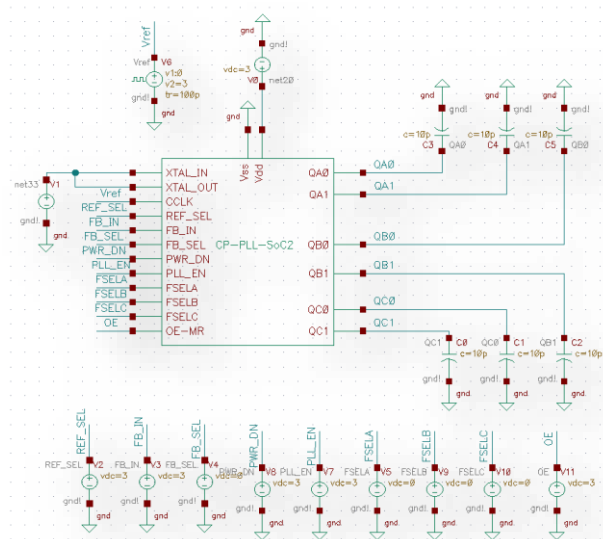 Vref
Vref V6
v1:0
v2=3
tr=100p
gnd!
gnd
gnd
gnd!
vdc=3
V0 net20
gnd
Vss
Vdd
gnd gnd gnd
gnd! gnd! gnd!
c=10p c=10p c=10p
C3 QA0 C4 QA1 C5 QB0
net33 V1
gnd!
gnd
Vref
REF_SEL
FB_IN
FB_SEL
PWR_DN
PLL_EN
FSELA
FSELB
FSELC
OE
XTAL_IN
XTAL_OUT
CCLK
REF_SEL
FB_IN
FB_SEL
PWR_DN
PLL_EN
FSELA
FSELB
FSELC
OE-MR
CP-PLL-SoC2
QA0
QA1
QB0
QB1
QC0
QC1
QA0
QA1
QB0
QB1
QC0
QC1
QC1 C0 QC0 C1 QB1 C2
c=10p c=10p c=10p
gnd! gnd! gnd!
gnd gnd gnd
REF_SEL FB_IN FB_SEL PWR_DN PLL_EN FSELA FSELB FSELC OE
REF_SEL V2 FB_IN V3 FB_SEL V4 PWR_DN V8 PLL_EN V7 FSELA V5 FSELB V9 FSELC V10 OE V11
vdc=3 vdc=3 vdc=0 vdc=3 vdc=3 vdc=0 vdc=0 vdc=0 vdc=3
gnd! gnd! gnd! gnd! gnd! gnd! gnd! gnd! gnd!
gnd gnd gnd gnd gnd gnd gnd gnd gnd